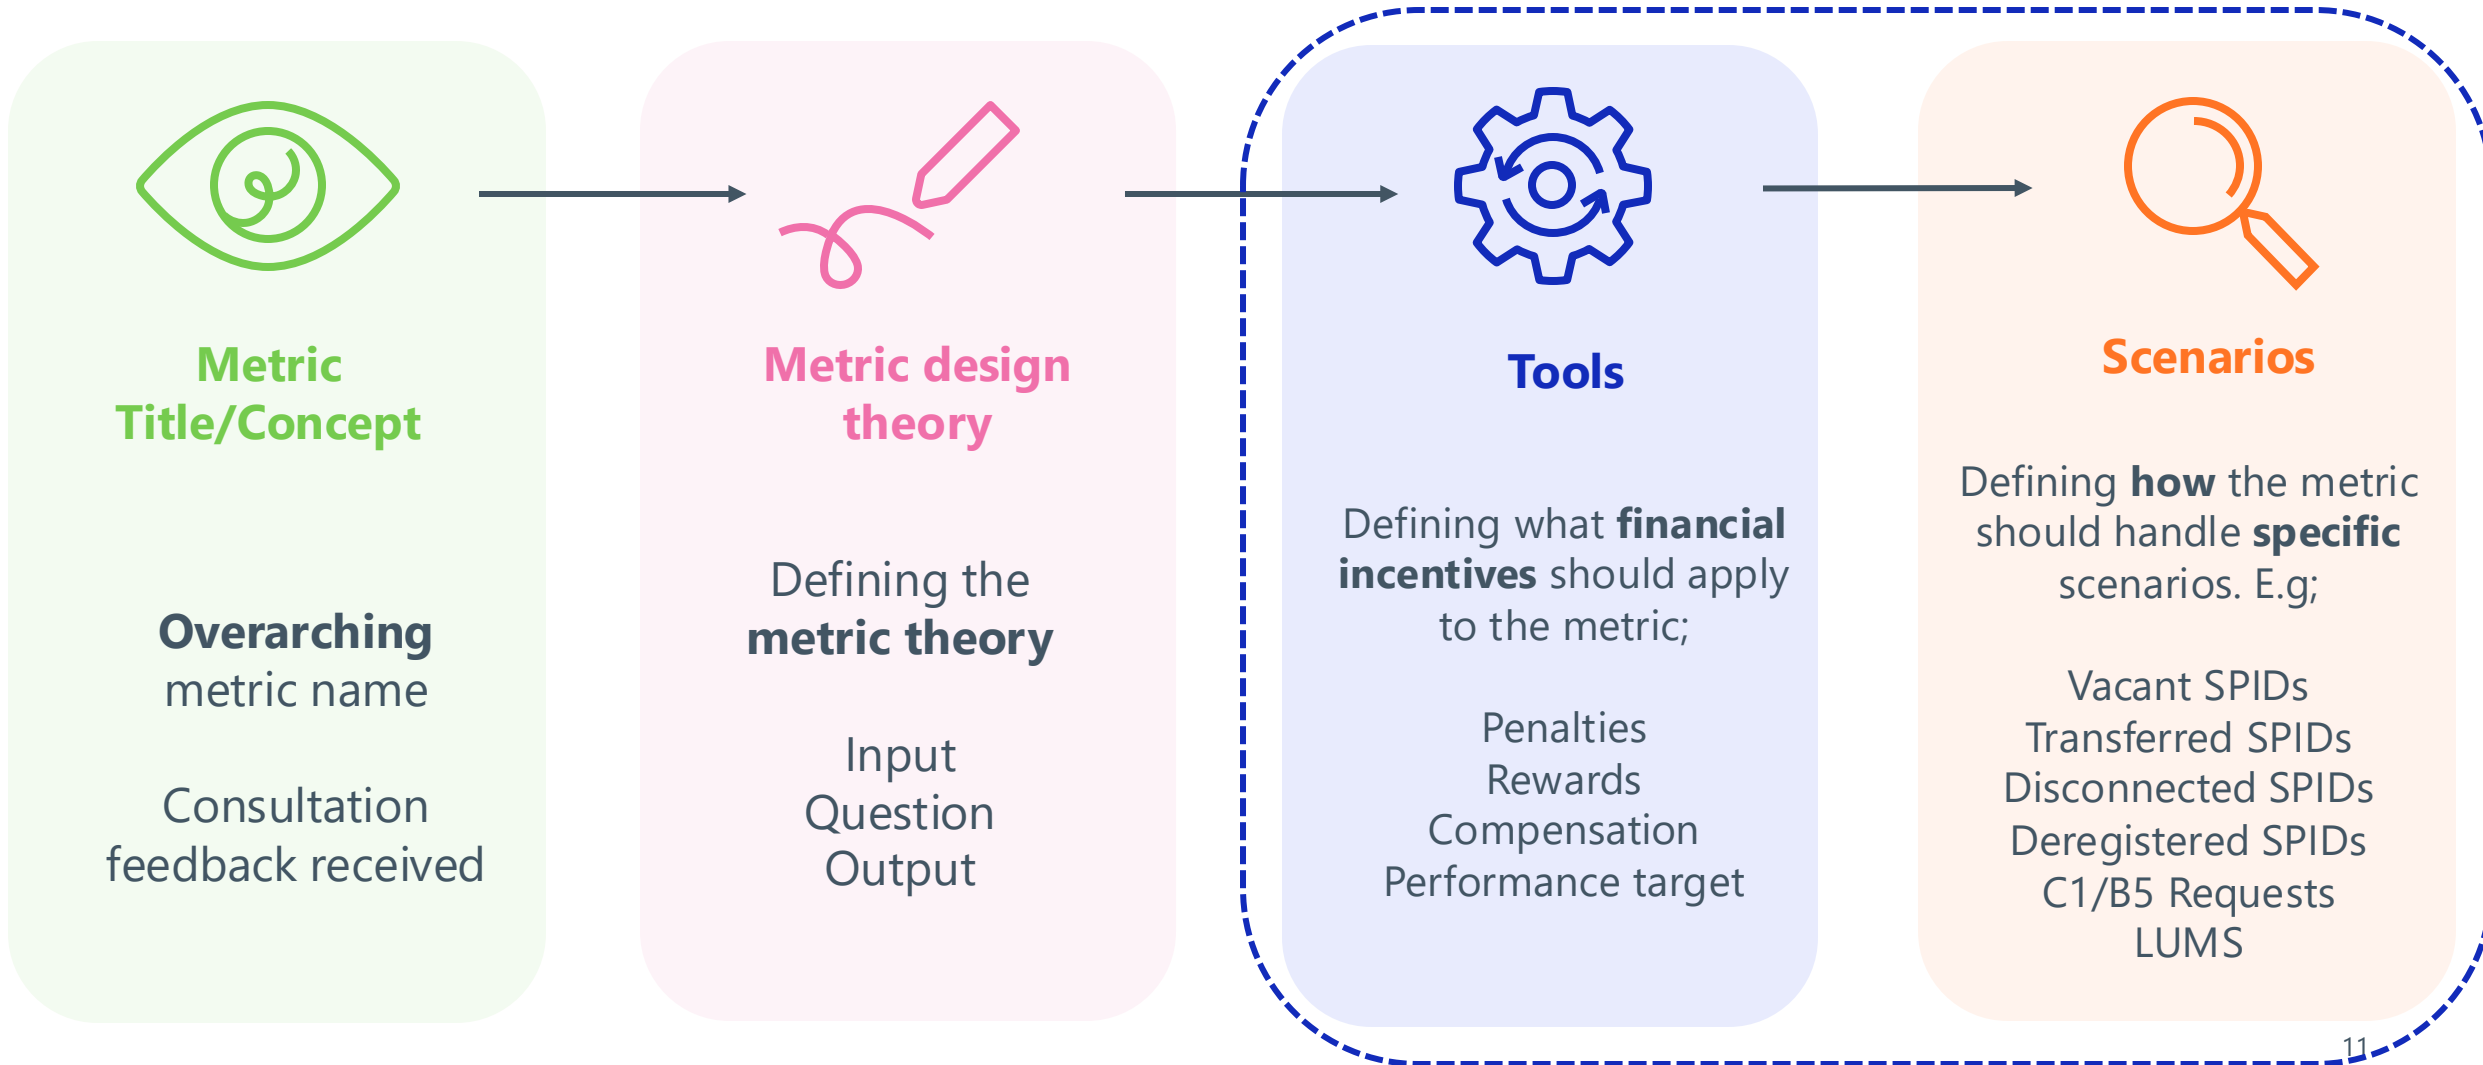 Metric
Title/Concept
Overarching
metric name
Consultation
feedback received
Metric design
theory
Defining the
metric theory
Input
Question
Output
Tools
Defining what financial
incentives should apply
to the metric;
Penalties
Rewards
Compensation
Performance target
Scenarios
Defining how the metric
should handle specific
scenarios. E.g;
Vacant SPIDs
Transferred SPIDs
Disconnected SPIDs
Deregistered SPIDs
C1/B5 Requests
LUMS
11